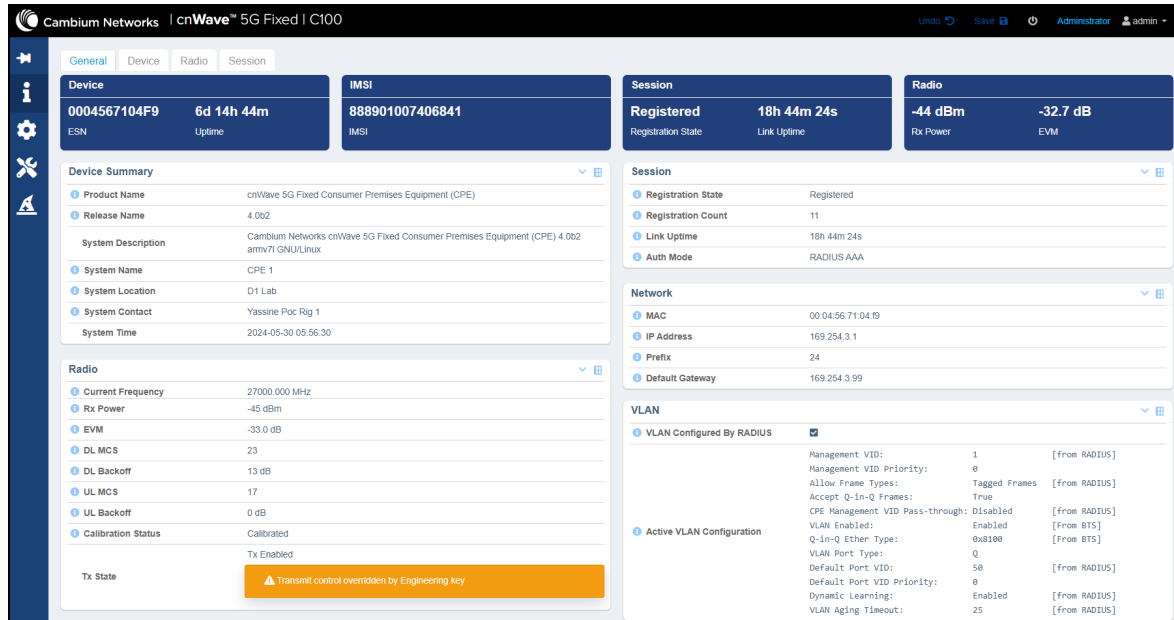 Cambium Networks | cnWave™ 5G Fixed | C100
Undo Save Administrator admin
General Device Radio Session
Device
0004567104F9 6d 14h 44m
ESN Uptime
IMSI
888901007406841
IMSI
Session
Registered 18h 44m 24s
Registration State Link Uptime
Radio
-44 dBm -32.7 dB
Rx Power EVM
Device Summary
Product Name cnWave 5G Fixed Consumer Premises Equipment (CPE)
Release Name 4.0b2
System Description Cambium Networks cnWave 5G Fixed Consumer Premises Equipment (CPE) 4.0b2
armv7l GNU/Linux
System Name CPE 1
System Location D1 Lab
System Contact Yassine Poc Rig 1
System Time 2024-05-30 05:56:30
Radio
Current Frequency 27000.000 MHz
Rx Power -45 dBm
EVM -33.0 dB
DL MCS 23
DL Backoff 13 dB
UL MCS 17
UL Backoff 0 dB
Calibration Status Calibrated
Tx State Tx Enabled
Transmit control overridden by Engineering key
Session
Registration State Registered
Registration Count 11
Link Uptime 18h 44m 24s
Auth Mode RADIUS AAA
Network
MAC 00:04:56:71:04:f9
IP Address 169.254.3.1
Prefix 24
Default Gateway 169.254.3.99
VLAN
VLAN Configured By RADIUS
Active VLAN Configuration
Management VID: 1 [from RADIUS]
Management VID Priority: 0
Allow Frame Types: Tagged Frames [from RADIUS]
Accept Q-in-Q Frames: True
CPE Management VID Pass-through: Disabled [from RADIUS]
VLAN Enabled: Enabled [From BTS]
Q-in-Q Ether Type: 0x8100 [From BTS]
VLAN Port Type: Q
Default Port VID: 50 [from RADIUS]
Default Port VID Priority: 0
Dynamic Learning: Enabled [from RADIUS]
VLAN Aging Timeout: 25 [from RADIUS]